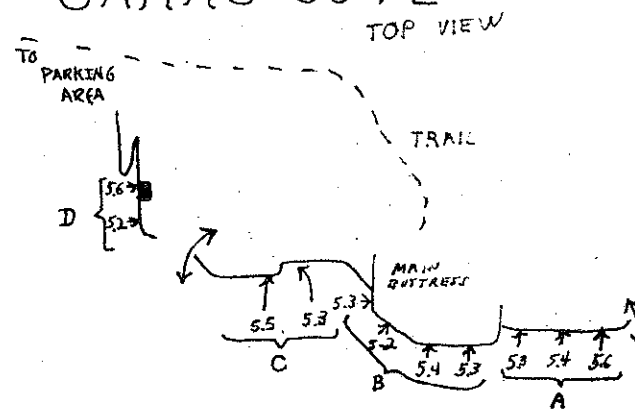 TOP VIEW
TO
PARKING
AREA
TRAIL
D
5.6
5.2
MAIN
BUTTRESS
5.3
5.5
5.3
C
5.2
5.4
5.3
B
5.3
5.4
5.6
A